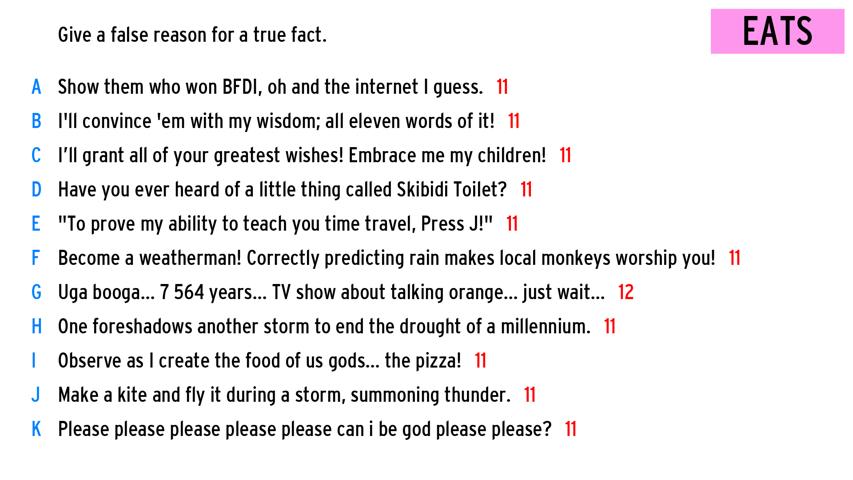 Give a false reason for a true fact.
EATS
A Show them who won BFDI, oh and the internet I guess. 11
B I'll convince 'em with my wisdom; all eleven words of it! 11
C I’ll grant all of your greatest wishes! Embrace me my children! 11
D Have you ever heard of a little thing called Skibidi Toilet? 11
E "To prove my ability to teach you time travel, Press J!" 11
F Become a weatherman! Correctly predicting rain makes local monkeys worship you! 11
G Uga booga... 7 564 years... TV show about talking orange... just wait... 12
H One foreshadows another storm to end the drought of a millennium. 11
I Observe as I create the food of us gods... the pizza! 11
J Make a kite and fly it during a storm, summoning thunder. 11
K Please please please please please can i be god please please? 11